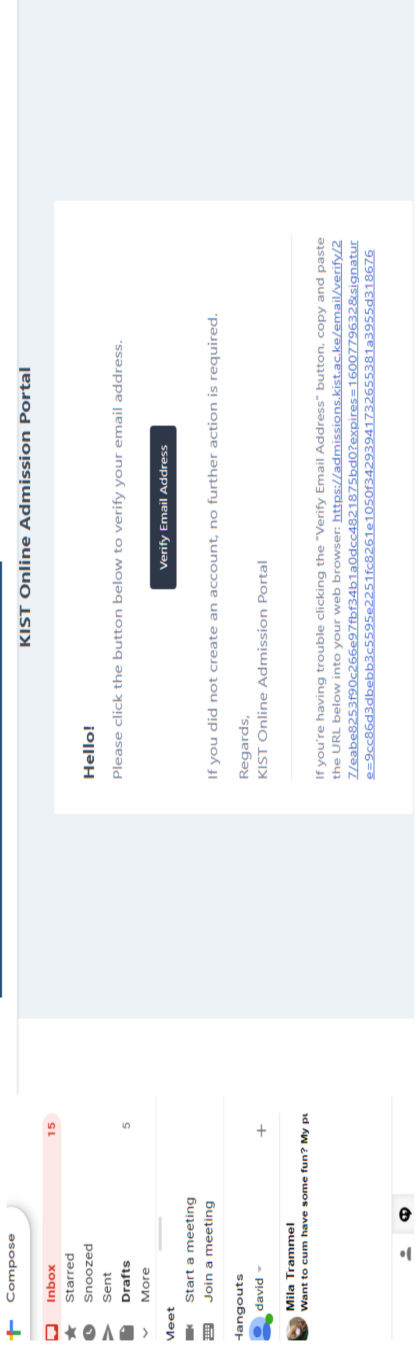 Compose
Inbox 15
Starred
Snoozed
Sent
Drafts 5
More
Meet
Start a meeting
Join a meeting
Hangouts
david
Mila Trammel
Want to cum have some fun? My
KIST Online Admission Portal
Hello!
Please click the button below to verify your email address.
Verify Email Address
If you did not create an account, no further action is required.
Regards,
KIST Online Admission Portal
If you're having trouble clicking the "Verify Email Address" button, copy and paste
the URL below into your web browser: https://admissions.kist.ac.ke/email/verify/2
7/eabe8253f90c266e97fbf34b1a0dcc4821875bd0?expires=1600779632&signatur
e=9cc86d3dbebb3c5595e2251fc8261e1050f34293941732655381a3955d318676